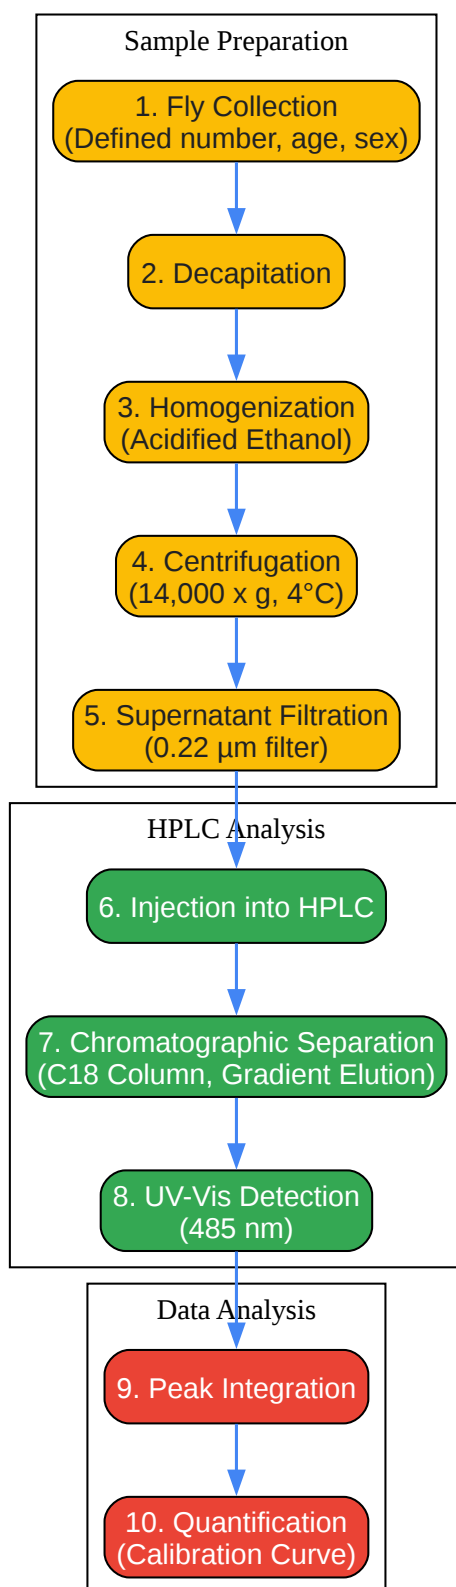 Sample Preparation
1. Fly Collection
(Defined number, age, sex)
2. Decapitation
3. Homogenization
(Acidified Ethanol)
4. Centrifugation
(14,000 x g, 4°C)
5. Supernatant Filtration
(0.22 µm filter)
HPLC Analysis
6. Injection into HPLC
7. Chromatographic Separation
(C18 Column, Gradient Elution)
8. UV-Vis Detection
(485 nm)
Data Analysis
9. Peak Integration
10. Quantification
(Calibration Curve)